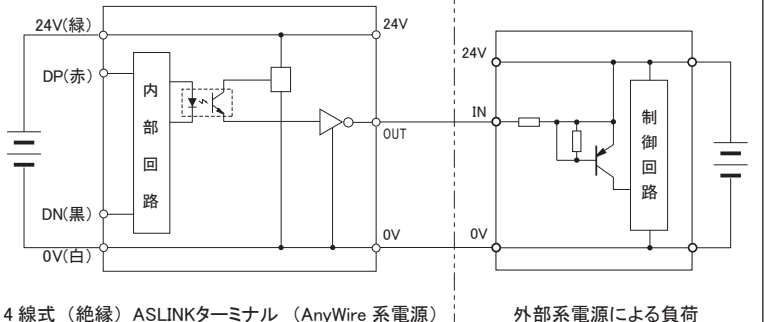 24V(緑)
24V
DP(赤)
内部回路
OUT
DN(黒)
0V(白)
0V
24V
IN
制御回路
0V
4 線式 (絶縁) ASLINKターミナル (AnyWire 系電源)
外部系電源による負荷